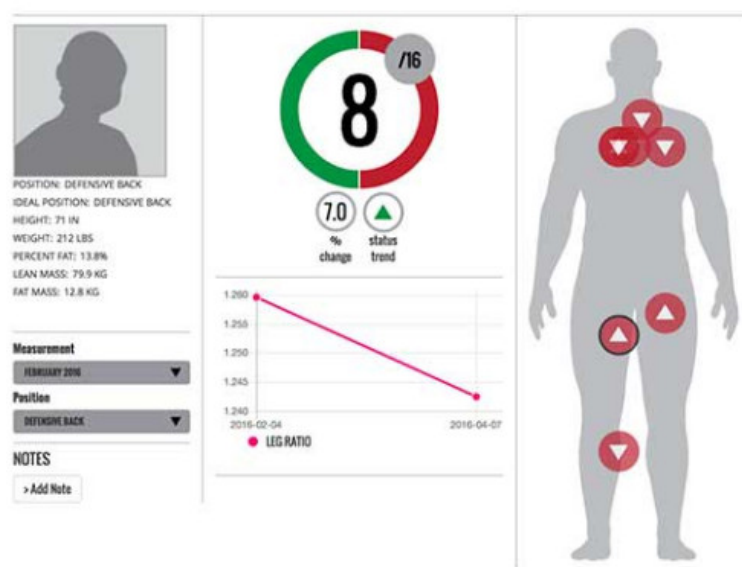 POSITION: DEFENSIVE BACK
IDEAL POSITION: DEFENSIVE BACK
HEIGHT: 71 IN
WEIGHT: 212 LBS
PERCENT FAT: 13.8%
LEAN MASS: 79.9 KG
FAT MASS: 12.8 KG
Measurement
FEBRUARY 2016
Position
DEFENSIVE BACK
NOTES
> Add Note
/16
8
7.0
%
change
status
trend
1.260
1.255
1.250
1.245
1.240
2016-02-04
2016-04-07
LEG RATIO